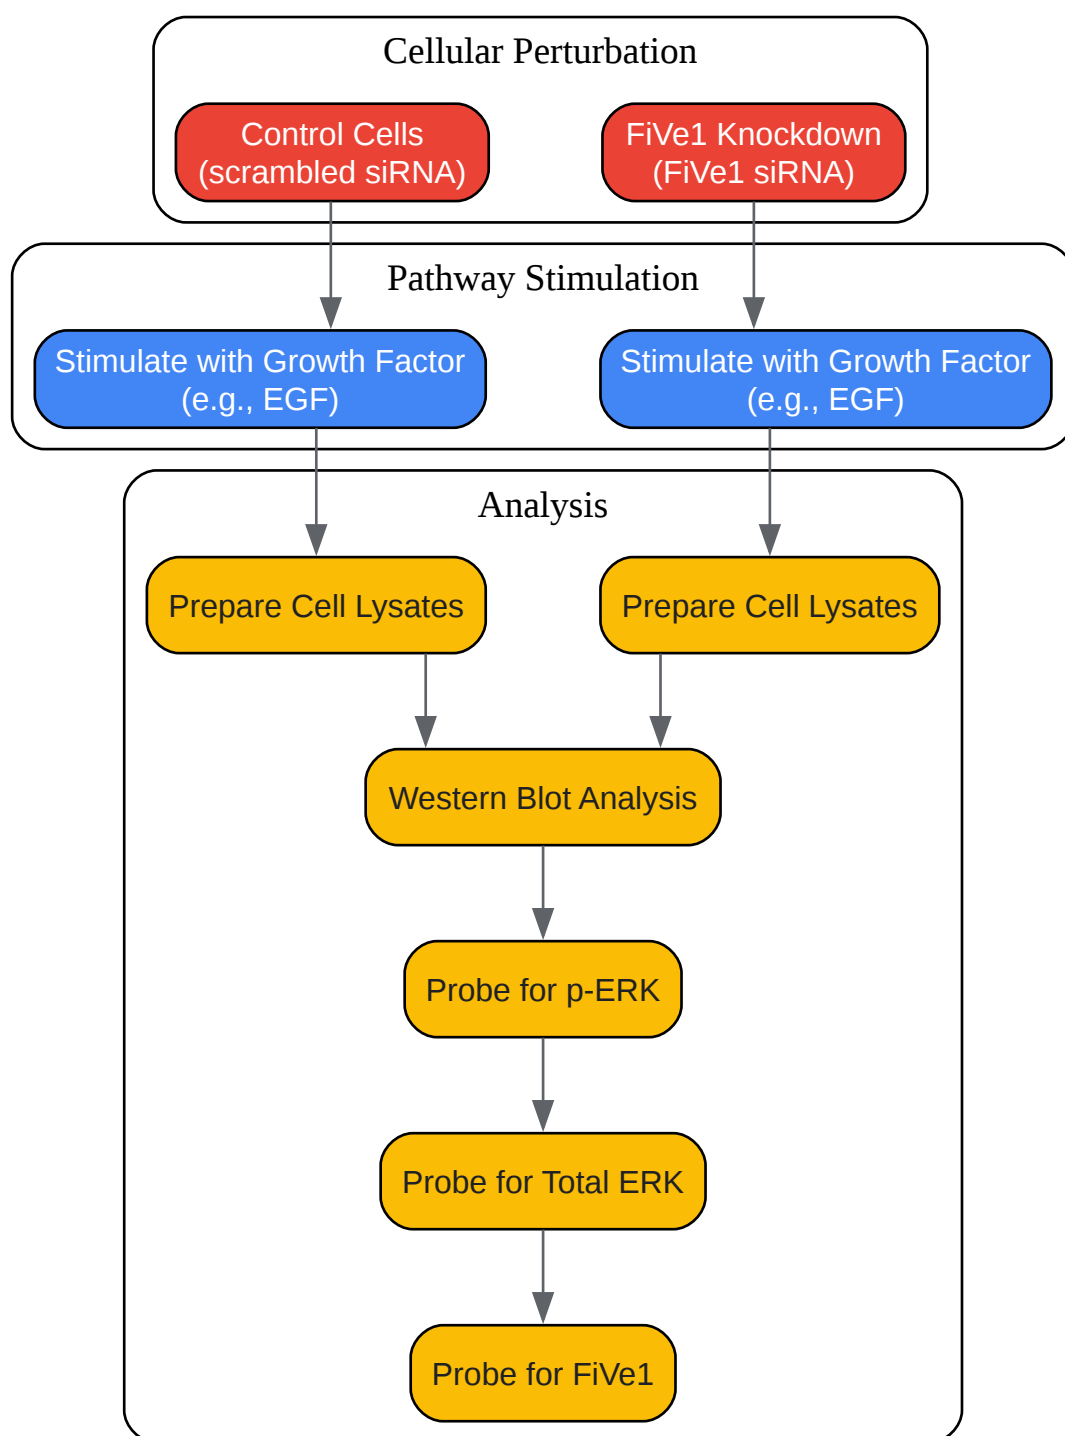 Cellular Perturbation
Control Cells
(scrambled siRNA)
FiVe1 Knockdown
(FiVe1 siRNA)
Pathway Stimulation
Stimulate with Growth Factor
(e.g., EGF)
Stimulate with Growth Factor
(e.g., EGF)
Analysis
Prepare Cell Lysates
Prepare Cell Lysates
Western Blot Analysis
Probe for p-ERK
Probe for Total ERK
Probe for FiVe1